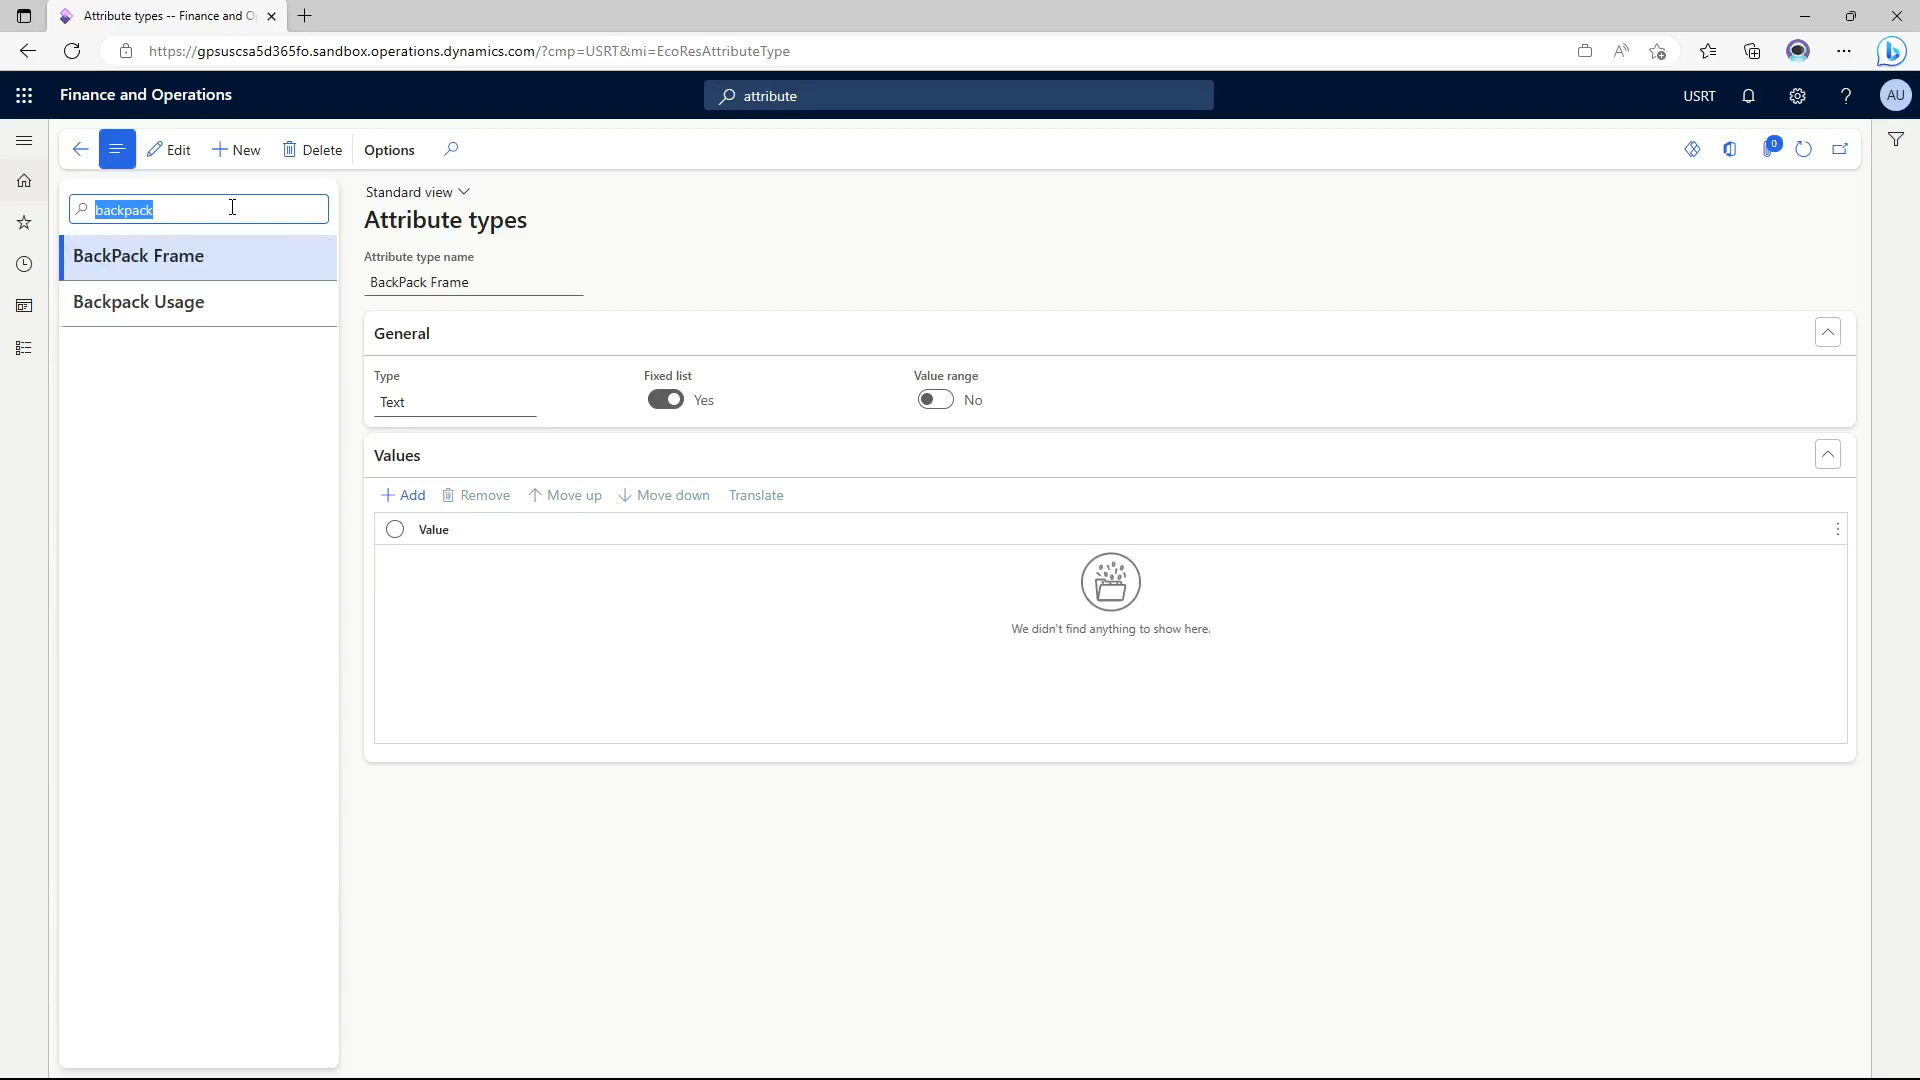 Attribute types -- Finance and O
https://gpsuscsa5d365fo.sandbox.operations.dynamics.com/?cmp=USRT&mi=EcoResAttributeType
Finance and Operations
attribute
USRT
AU
Edit
New
Delete
Options
0
backpack
BackPack Frame
Backpack Usage
Standard view
Attribute types
Attribute type name
BackPack Frame
General
Type
Fixed list
Value range
Text
Yes
No
Values
Add
Remove
Move up
Move down
Translate
Value
We didn't find anything to show here.